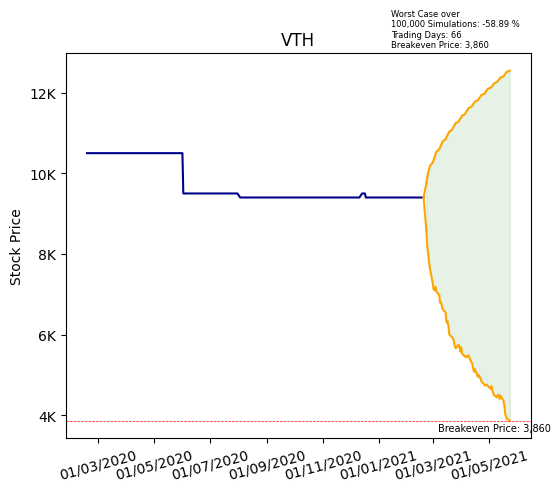 Worst Case over
100,000 Simulations: -58.89 %
Trading Days: 66
Breakeven Price: 3,860
VTH
Stock Price
12K
10K
8K
6K
4K
Breakeven Price: 3,860
01/03/2020
01/05/2020
01/07/2020
01/09/2020
01/11/2020
01/01/2021
01/03/2021
01/05/2021